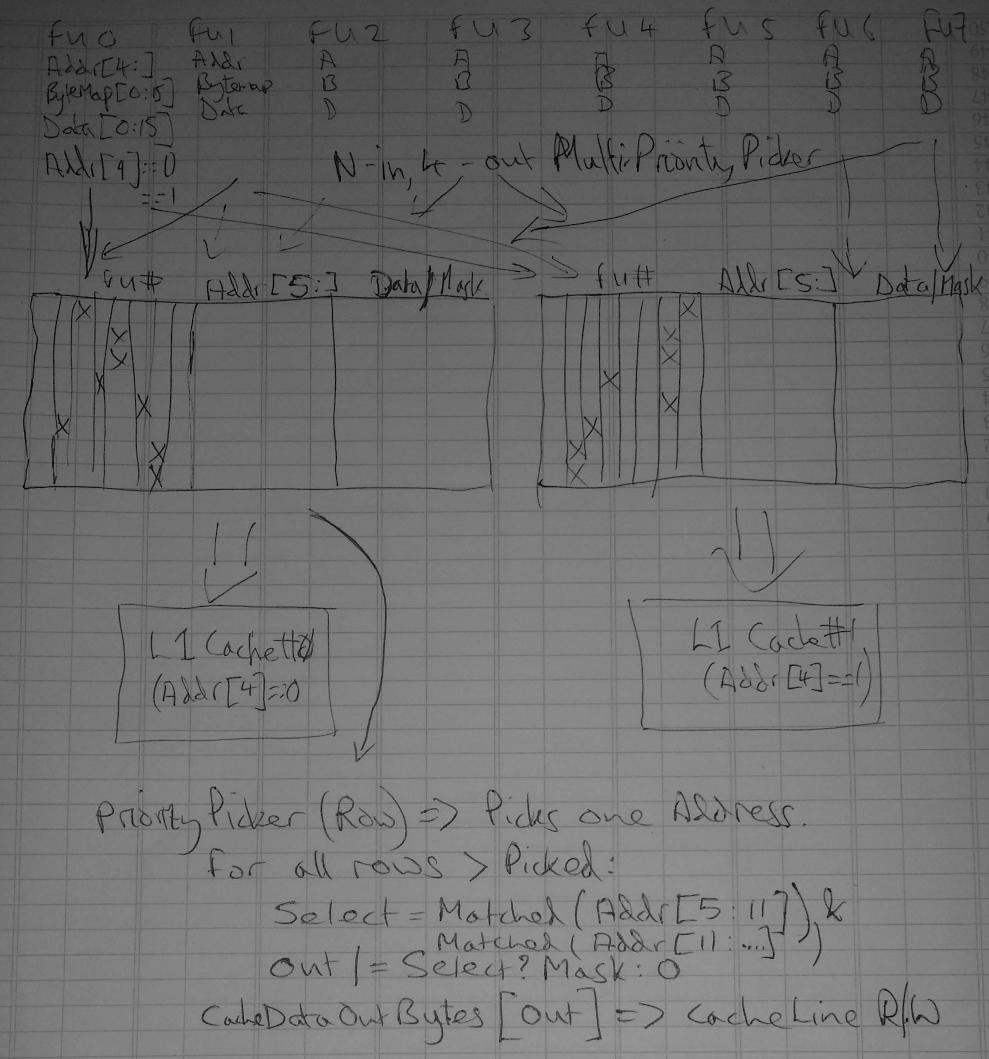 fu0 fu1 fu2 fu3 fu4 fu5 fu6 fu7
Addr[4:] Addr A A A A A A
ByteMap[0:15] Bytemap B B B B B B
Data[0:15] Data D D D D D D
Addr[4]==0 N-in, 4-out MultiPriorityPicker
==1
fu# Addr[5:] Data/Mask fu# Addr[5:] Data/Mask
L1 Cache#0 L1 Cache#1
(Addr[4]==0 (Addr[4]==1)
Priority Picker (Row) => Picks one Address.
for all rows > Picked:
Select = Matched(Addr[5:11]) &
Matched(Addr[11:...])
out |= Select? Mask: 0
CacheDataOutBytes[out] => CacheLine R/W